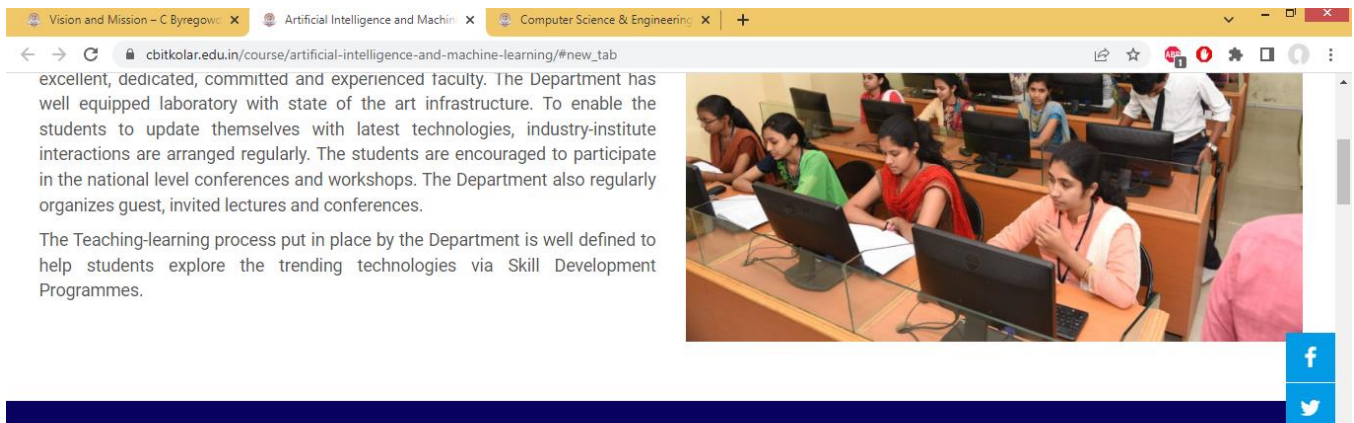 Vision and Mission – C Byregowd
Artificial Intelligence and Machin
Computer Science & Engineering
cbitkolar.edu.in/course/artificial-intelligence-and-machine-learning/#new_tab
ABP
1
excellent, dedicated, committed and experienced faculty. The Department has
well equipped laboratory with state of the art infrastructure. To enable the
students to update themselves with latest technologies, industry-institute
interactions are arranged regularly. The students are encouraged to participate
in the national level conferences and workshops. The Department also regularly
organizes guest, invited lectures and conferences.
The Teaching-learning process put in place by the Department is well defined to
help students explore the trending technologies via Skill Development
Programmes.